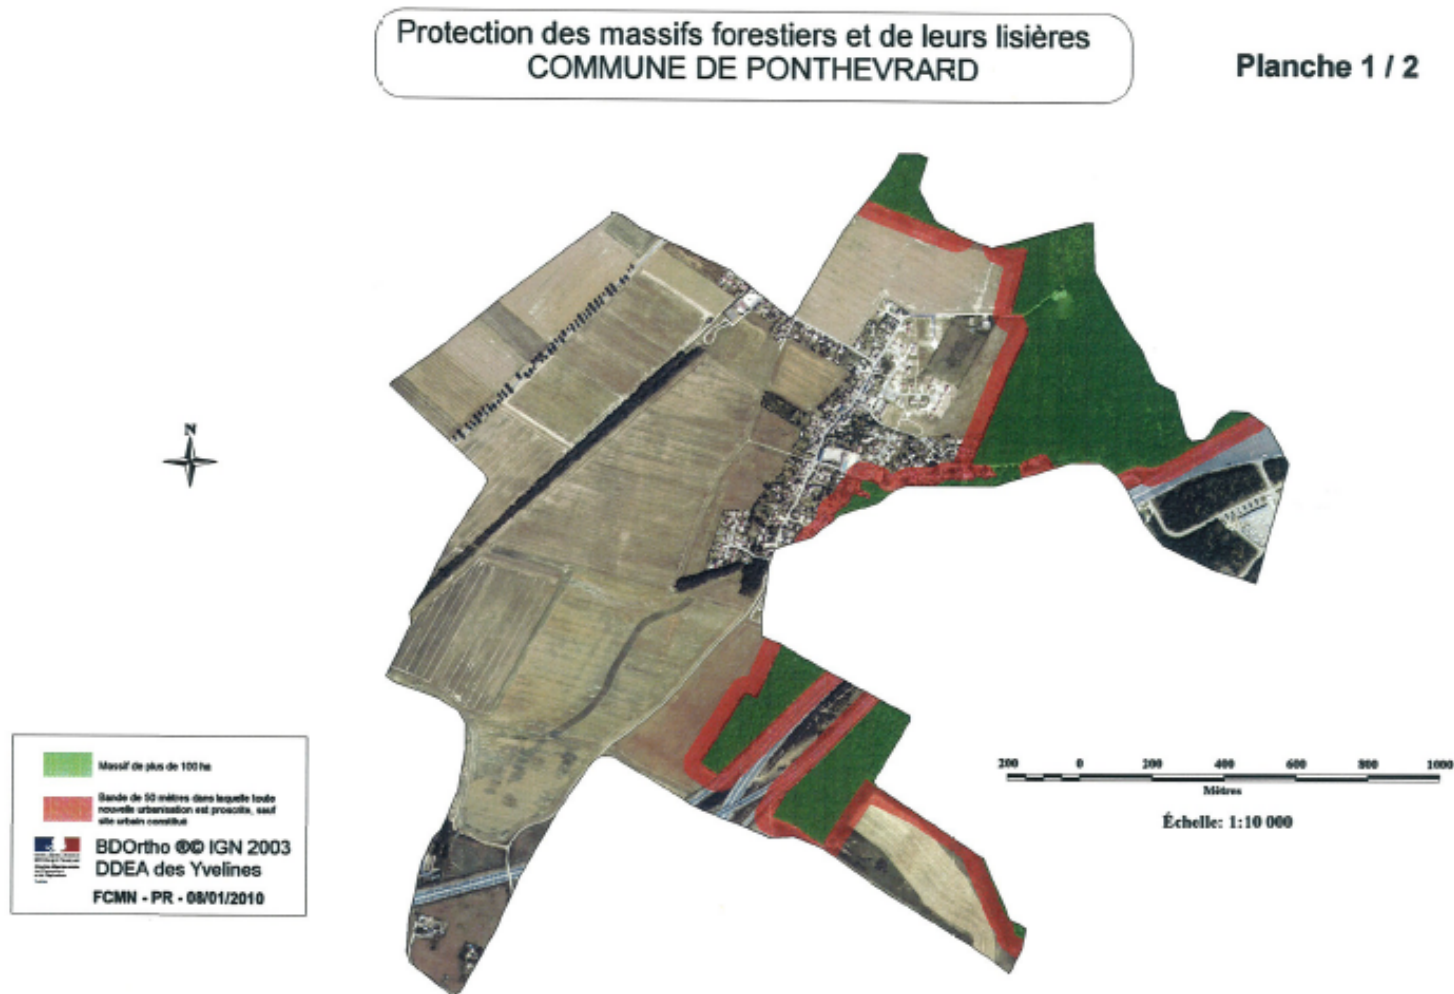 Protection des massifs forestiers et de leurs lisières
COMMUNE DE PONTHEVRARD
Planche 1 / 2
N
Massif de plus de 100 ha
Bande de 50 mètres dans laquelle toute
nouvelle urbanisation est proscrite, sauf
site urbain constitué
BDOrtho ®© IGN 2003
DDEA des Yvelines
FCMN - PR - 08/01/2010
200 0 200 400 600 800 1000
Mètres
Échelle: 1:10 000